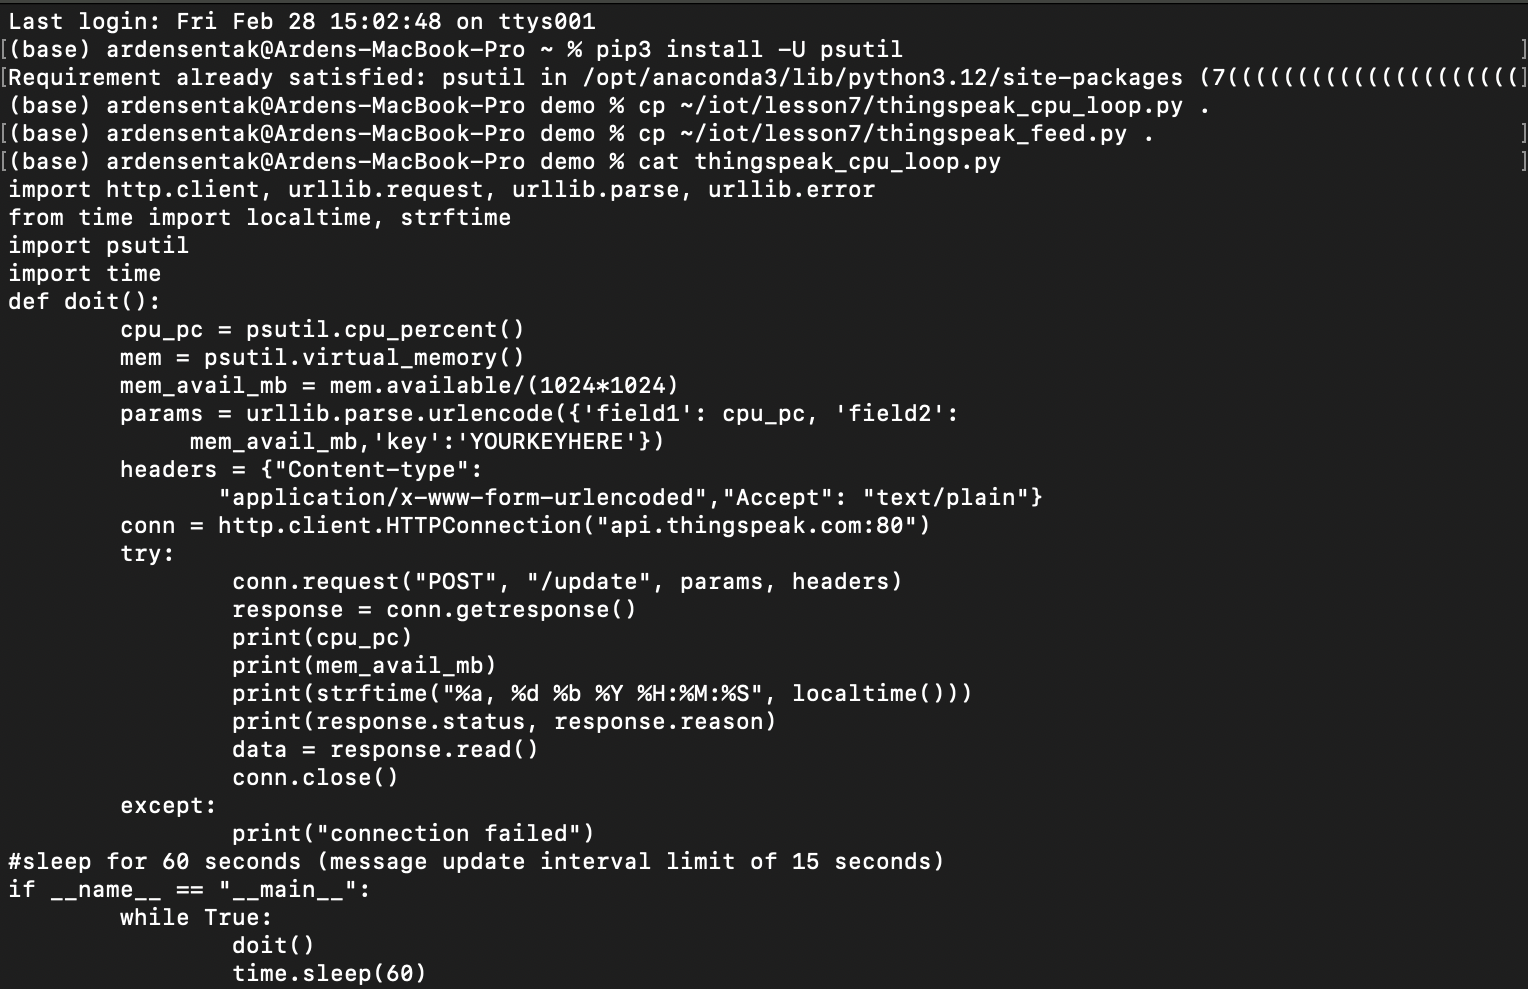 Last login: Fri Feb 28 15:02:48 on ttys001
[(base) ardensentak@Ardens-MacBook-Pro ~ % pip3 install -U psutil ]
[Requirement already satisfied: psutil in /opt/anaconda3/lib/python3.12/site-packages (7((((((((((((((((((((]
(base) ardensentak@Ardens-MacBook-Pro demo % cp ~/iot/lesson7/thingspeak_cpu_loop.py .
[(base) ardensentak@Ardens-MacBook-Pro demo % cp ~/iot/lesson7/thingspeak_feed.py . ]
[(base) ardensentak@Ardens-MacBook-Pro demo % cat thingspeak_cpu_loop.py ]
import http.client, urllib.request, urllib.parse, urllib.error
from time import localtime, strftime
import psutil
import time
def doit():
        cpu_pc = psutil.cpu_percent()
        mem = psutil.virtual_memory()
        mem_avail_mb = mem.available/(1024*1024)
        params = urllib.parse.urlencode({'field1': cpu_pc, 'field2':
             mem_avail_mb,'key':'YOURKEYHERE'})
        headers = {"Content-type":
               "application/x-www-form-urlencoded","Accept": "text/plain"}
        conn = http.client.HTTPConnection("api.thingspeak.com:80")
        try:
                conn.request("POST", "/update", params, headers)
                response = conn.getresponse()
                print(cpu_pc)
                print(mem_avail_mb)
                print(strftime("%a, %d %b %Y %H:%M:%S", localtime()))
                print(response.status, response.reason)
                data = response.read()
                conn.close()
        except:
                print("connection failed")
#sleep for 60 seconds (message update interval limit of 15 seconds)
if __name__ == "__main__":
        while True:
                doit()
                time.sleep(60)